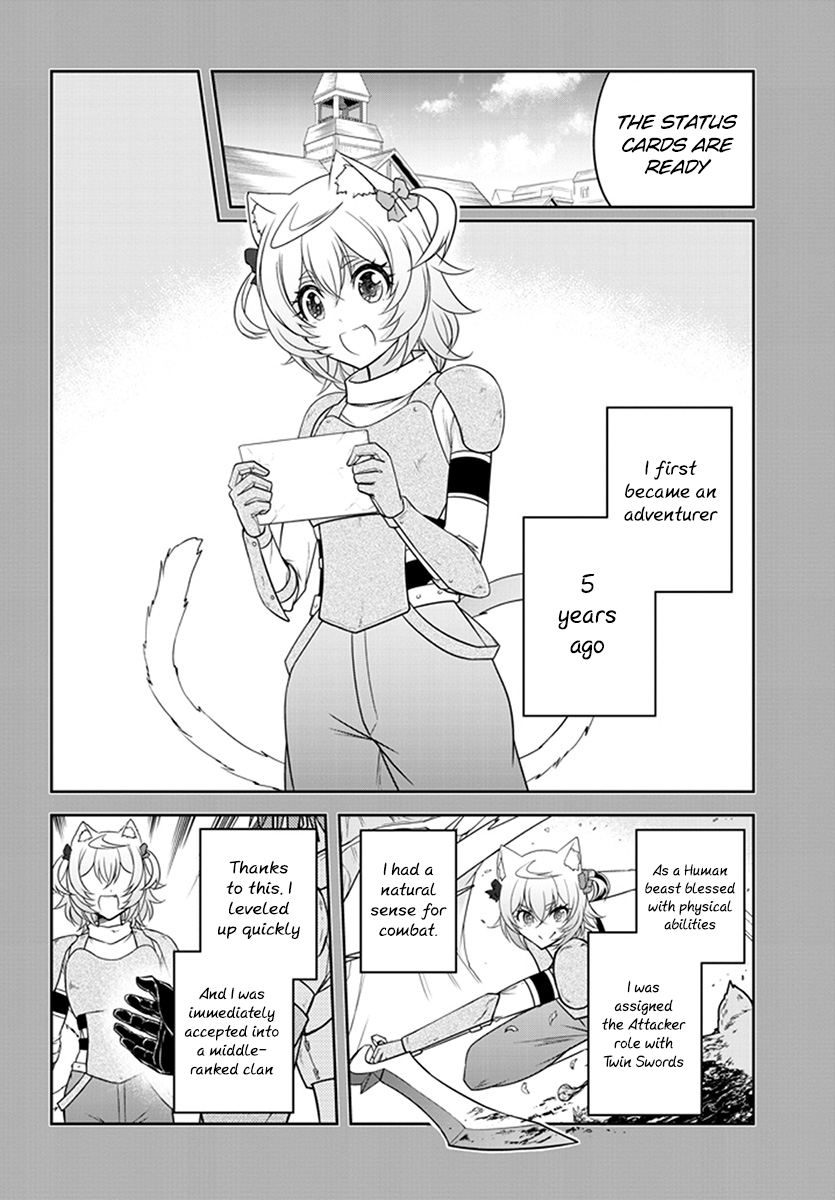 THE STATUS
CARDS ARE
READY
I first
became an
adventurer
5
years
ago
As a Human
beast blessed
with physical
abilities
I was
assigned
the Attacker
role with
Twin Swords
I had a
natural
sense for
combat.
Thanks
to this. I
leveled
up quickly
And I was
immediately
accepted into
a middle-
ranked clan